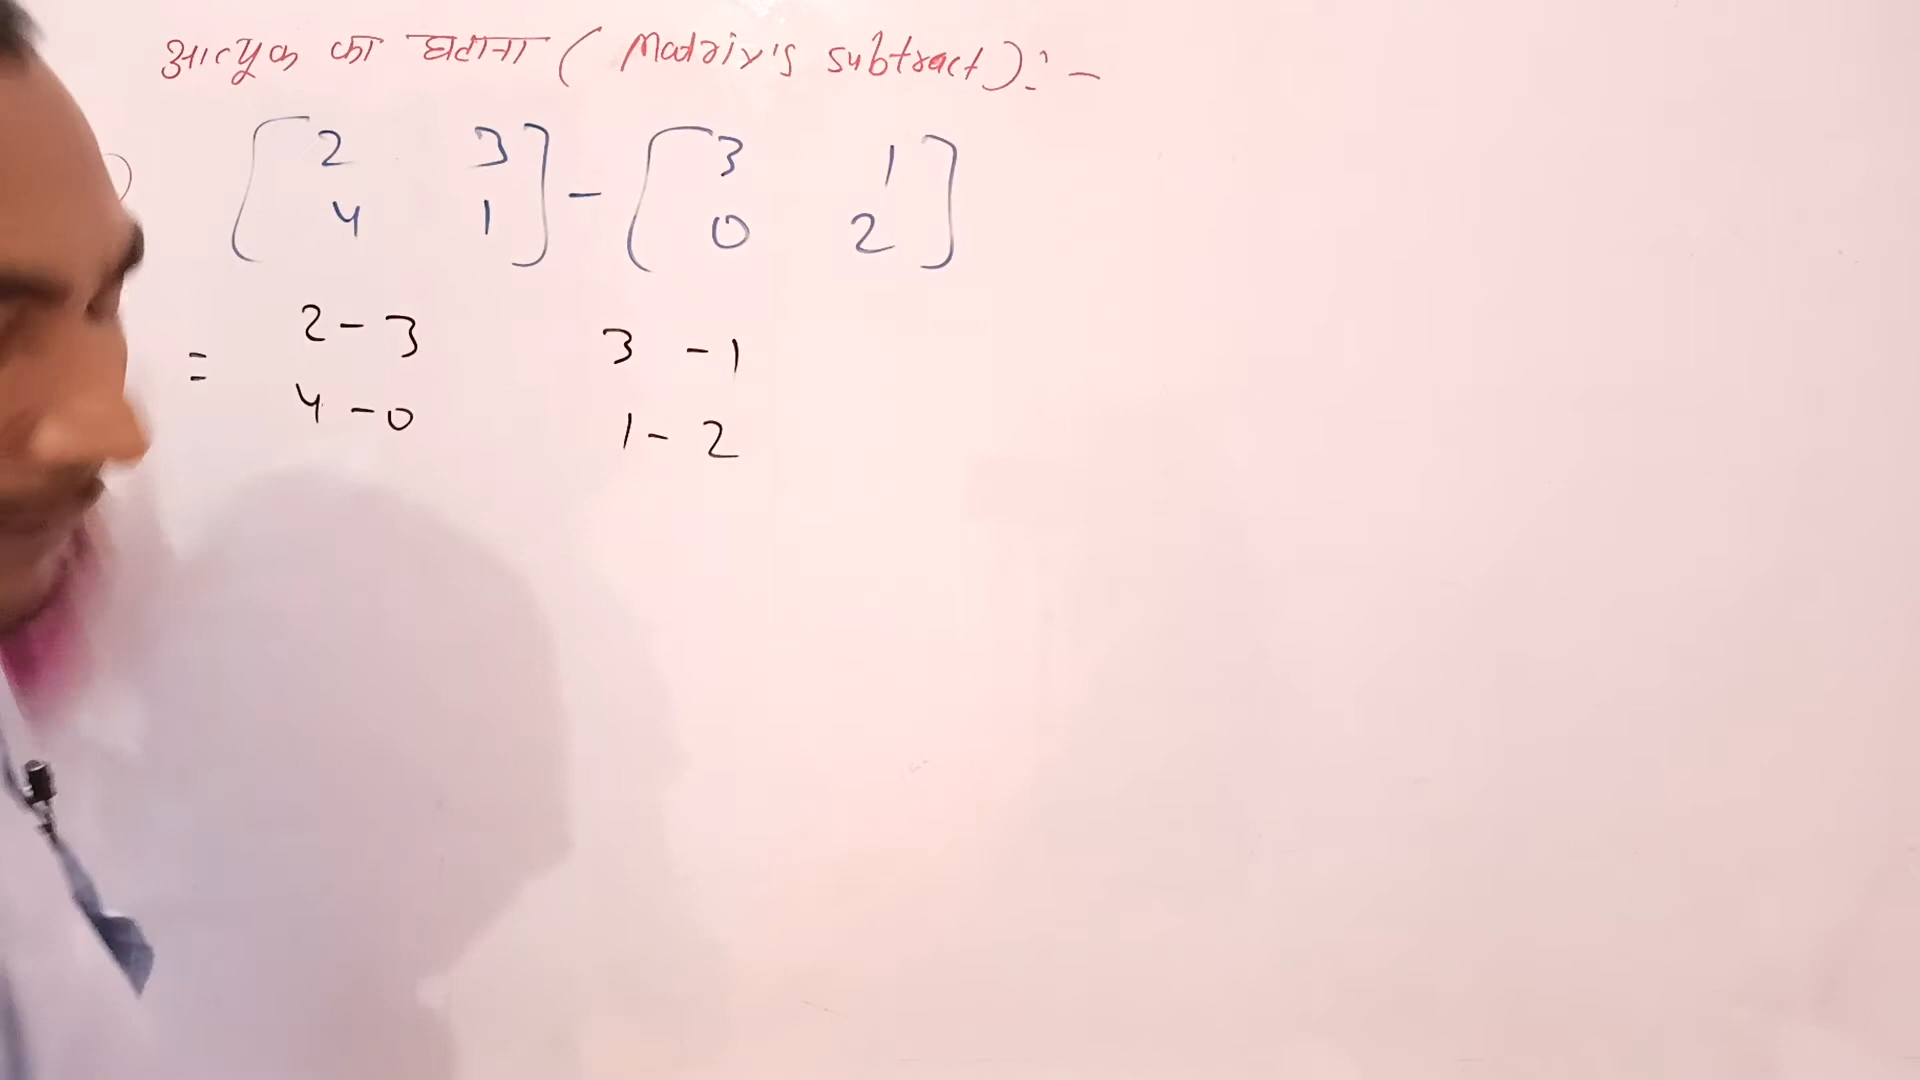 आव्यूह का घटाना ( Matrix's subtract ) : -
[ 2 3 ] - [ 3 1 ]
[ 4 1 ] [ 0 2 ]
= 2 - 3 3 - 1
4 - 0 1 - 2